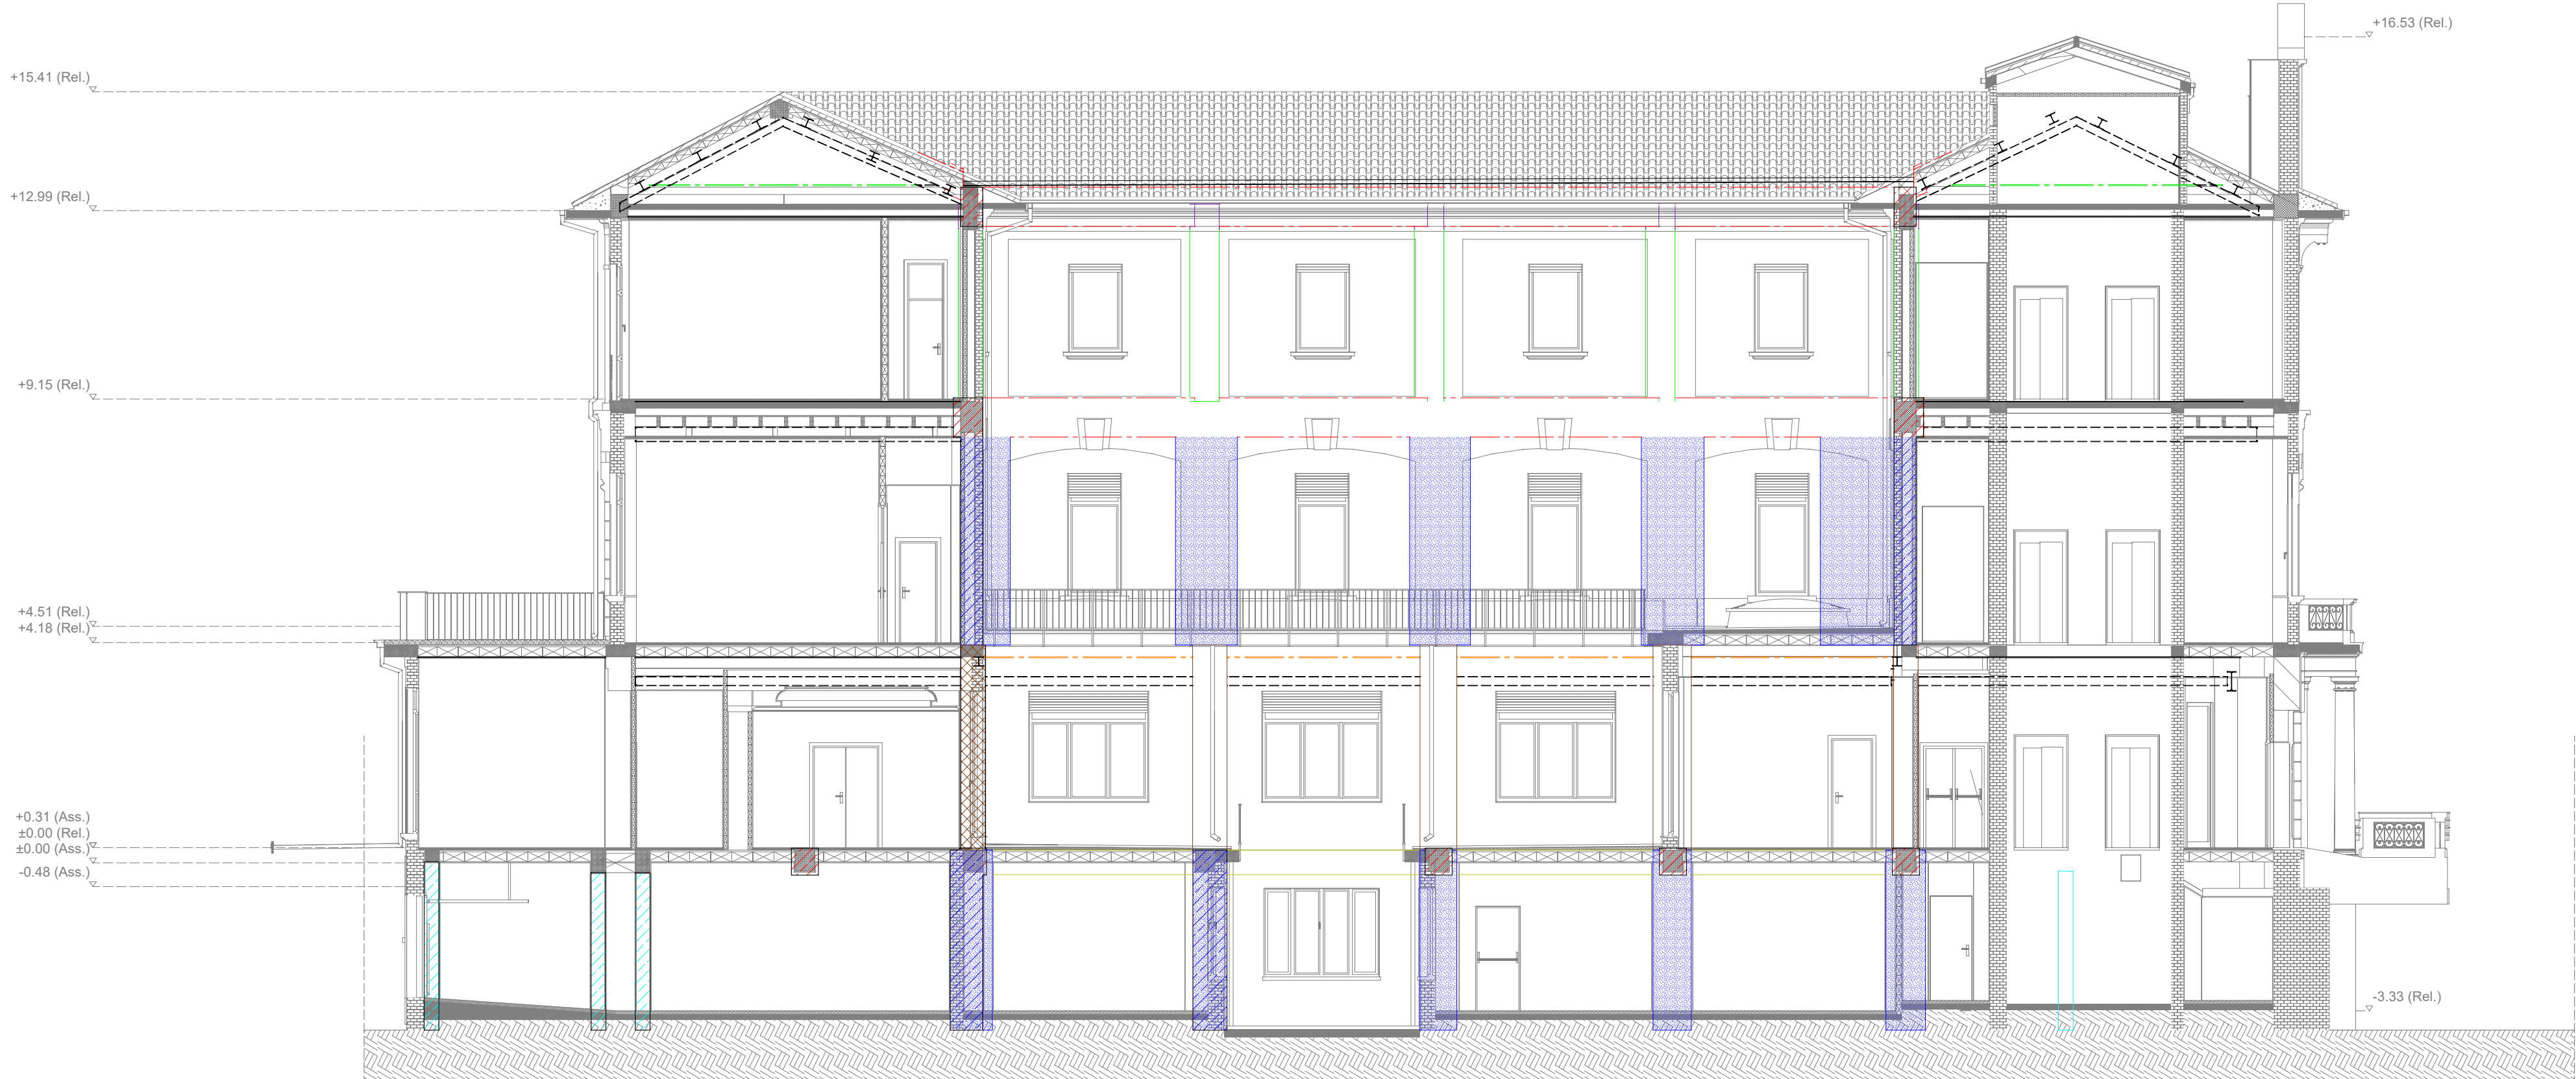 +16.53 (Rel.)
+15.41 (Rel.)
+12.99 (Rel.)
+9.15 (Rel.)
+4.51 (Rel.)
+4.18 (Rel.)
+0.31 (Ass.)
±0.00 (Rel.)
±0.00 (Ass.)
-0.48 (Ass.)
-3.33 (Rel.)